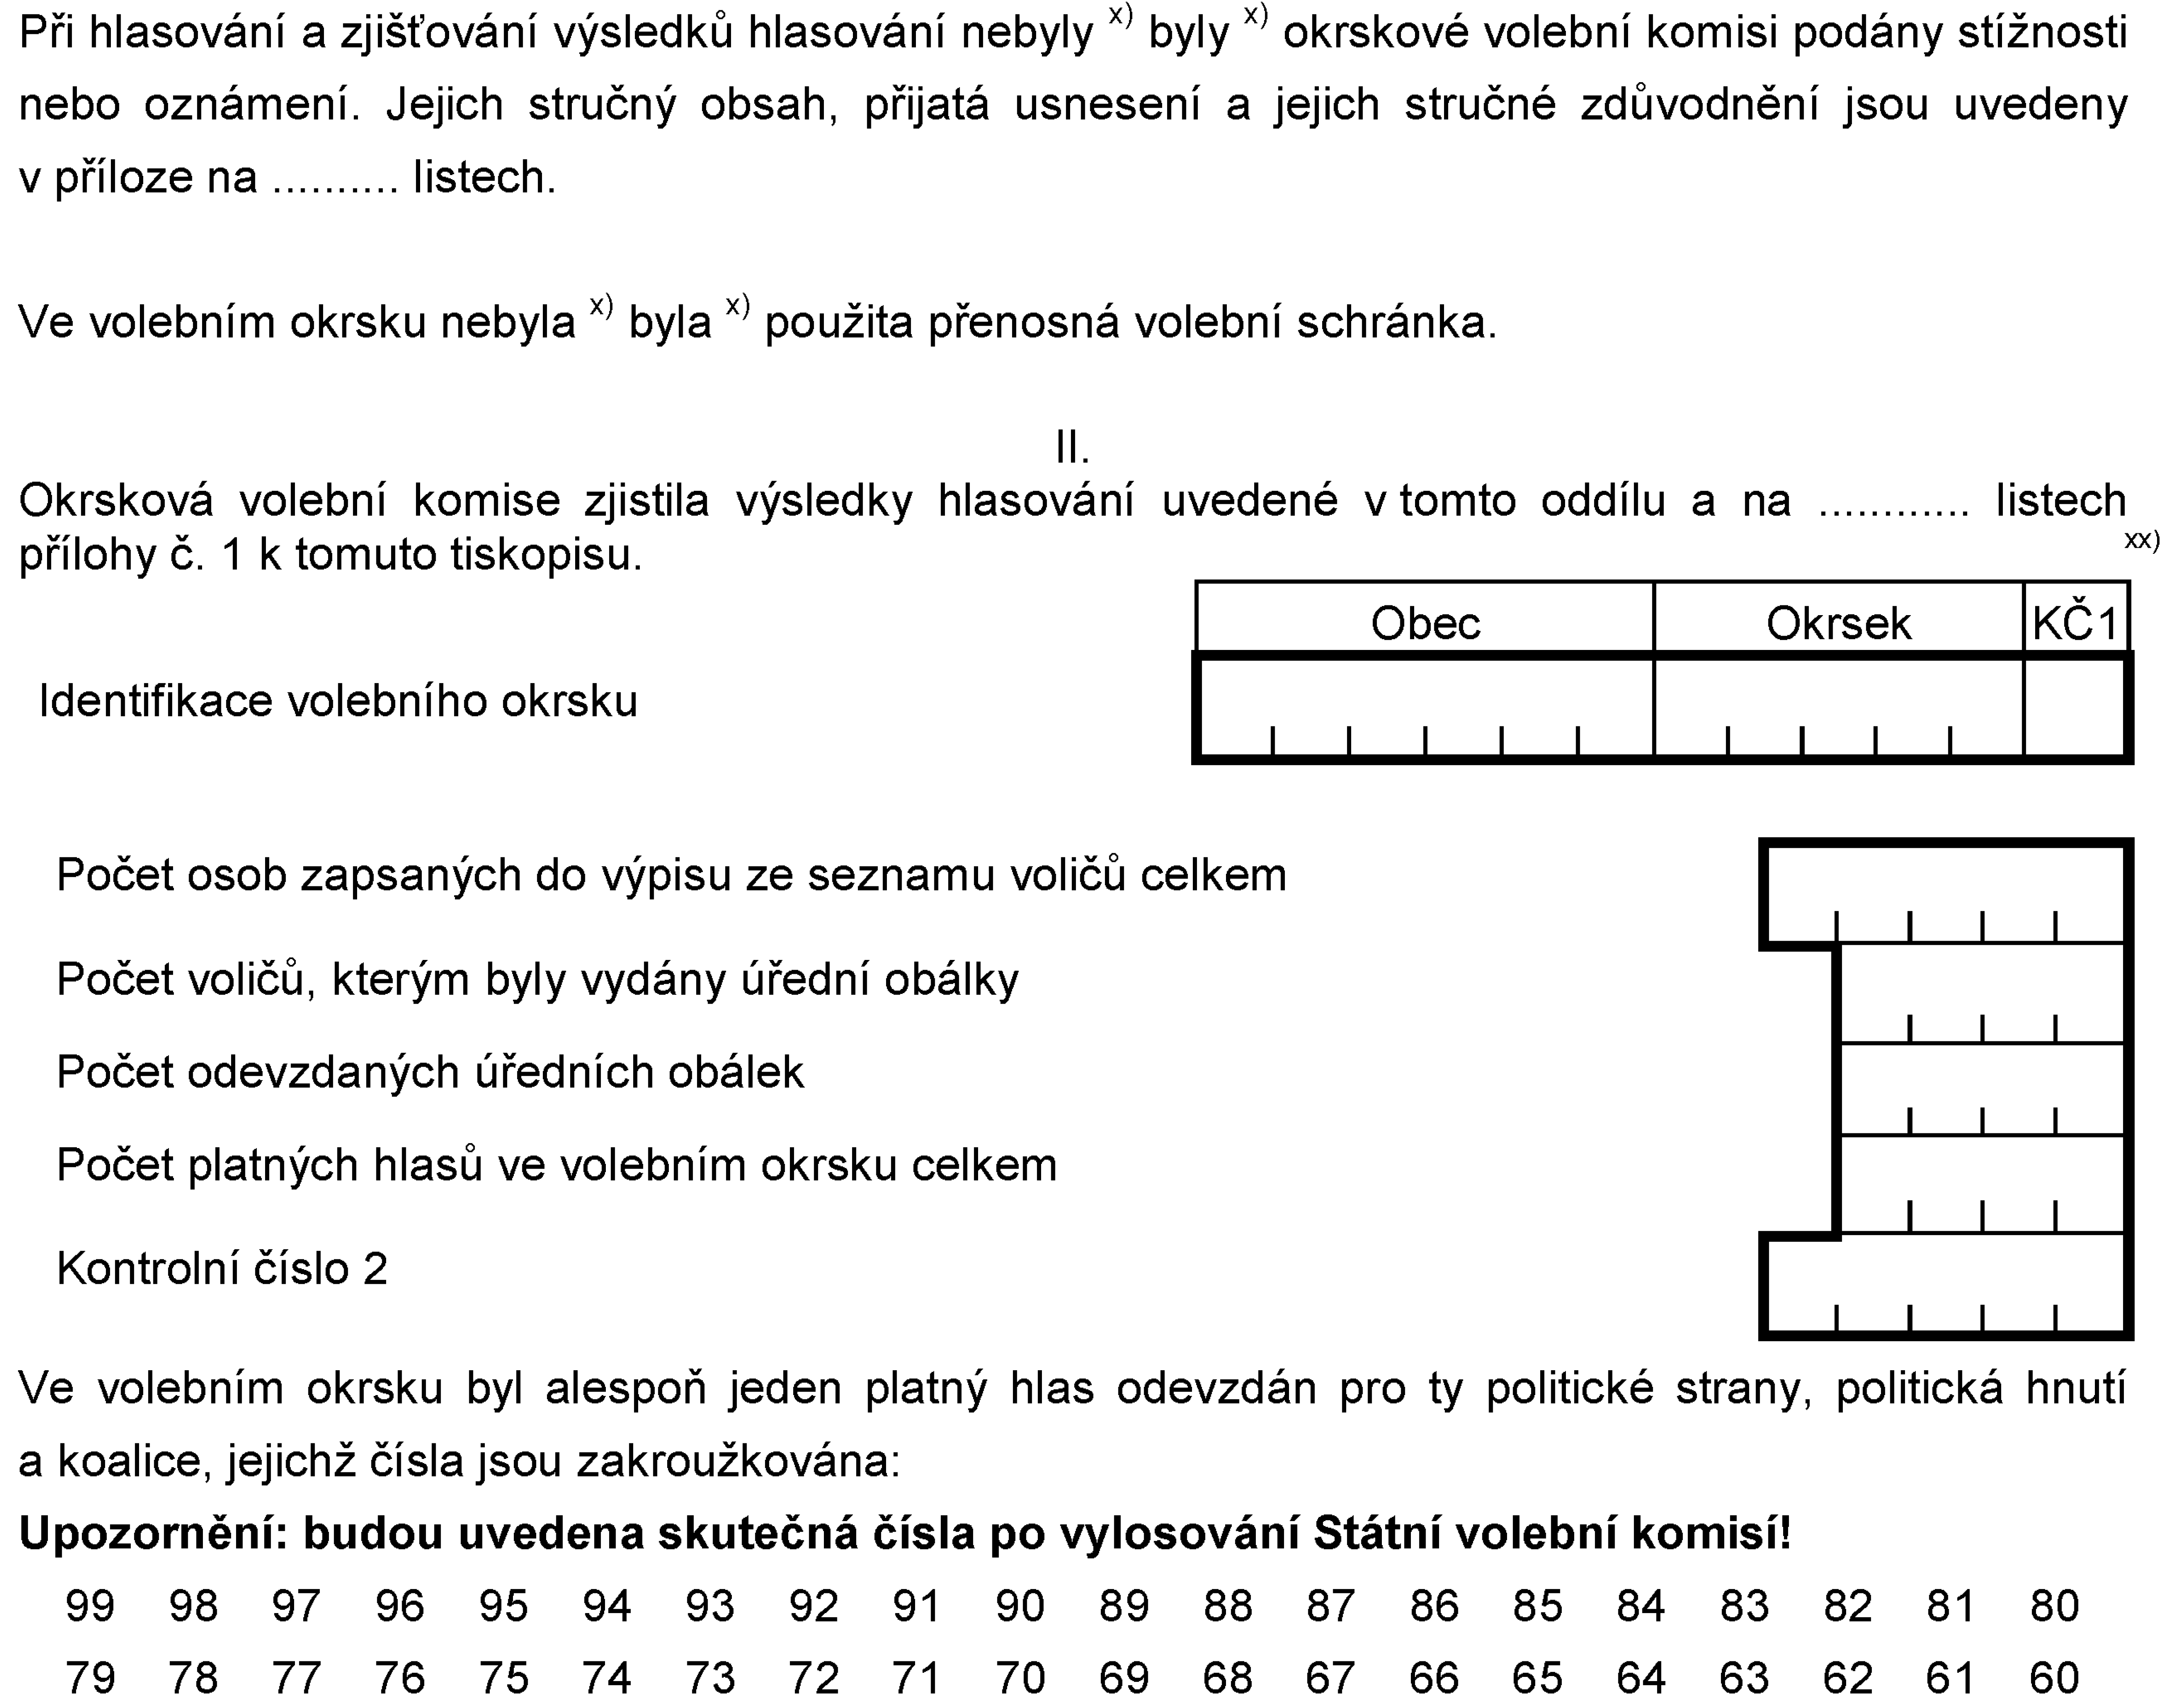 Při hlasování a zjišťování výsledků hlasování nebyly x) byly x) okrskové volební komisi podány stížnosti
nebo oznámení. Jejich stručný obsah, přijatá usnesení a jejich stručné zdůvodnění jsou uvedeny
v příloze na .......... listech.
Ve volebním okrsku nebyla x) byla x) použita přenosná volební schránka.
II.
Okrsková volební komise zjistila výsledky hlasování uvedené v tomto oddílu a na ............ listech
přílohy č. 1 k tomuto tiskopisu.
xx)
Obec Okrsek KČ1
Identifikace volebního okrsku
Počet osob zapsaných do výpisu ze seznamu voličů celkem
Počet voličů, kterým byly vydány úřední obálky
Počet odevzdaných úředních obálek
Počet platných hlasů ve volebním okrsku celkem
Kontrolní číslo 2
Ve volebním okrsku byl alespoň jeden platný hlas odevzdán pro ty politické strany, politická hnutí
a koalice, jejichž čísla jsou zakroužkována:
Upozornění: budou uvedena skutečná čísla po vylosování Státní volební komisí!
99 98 97 96 95 94 93 92 91 90 89 88 87 86 85 84 83 82 81 80
79 78 77 76 75 74 73 72 71 70 69 68 67 66 65 64 63 62 61 60